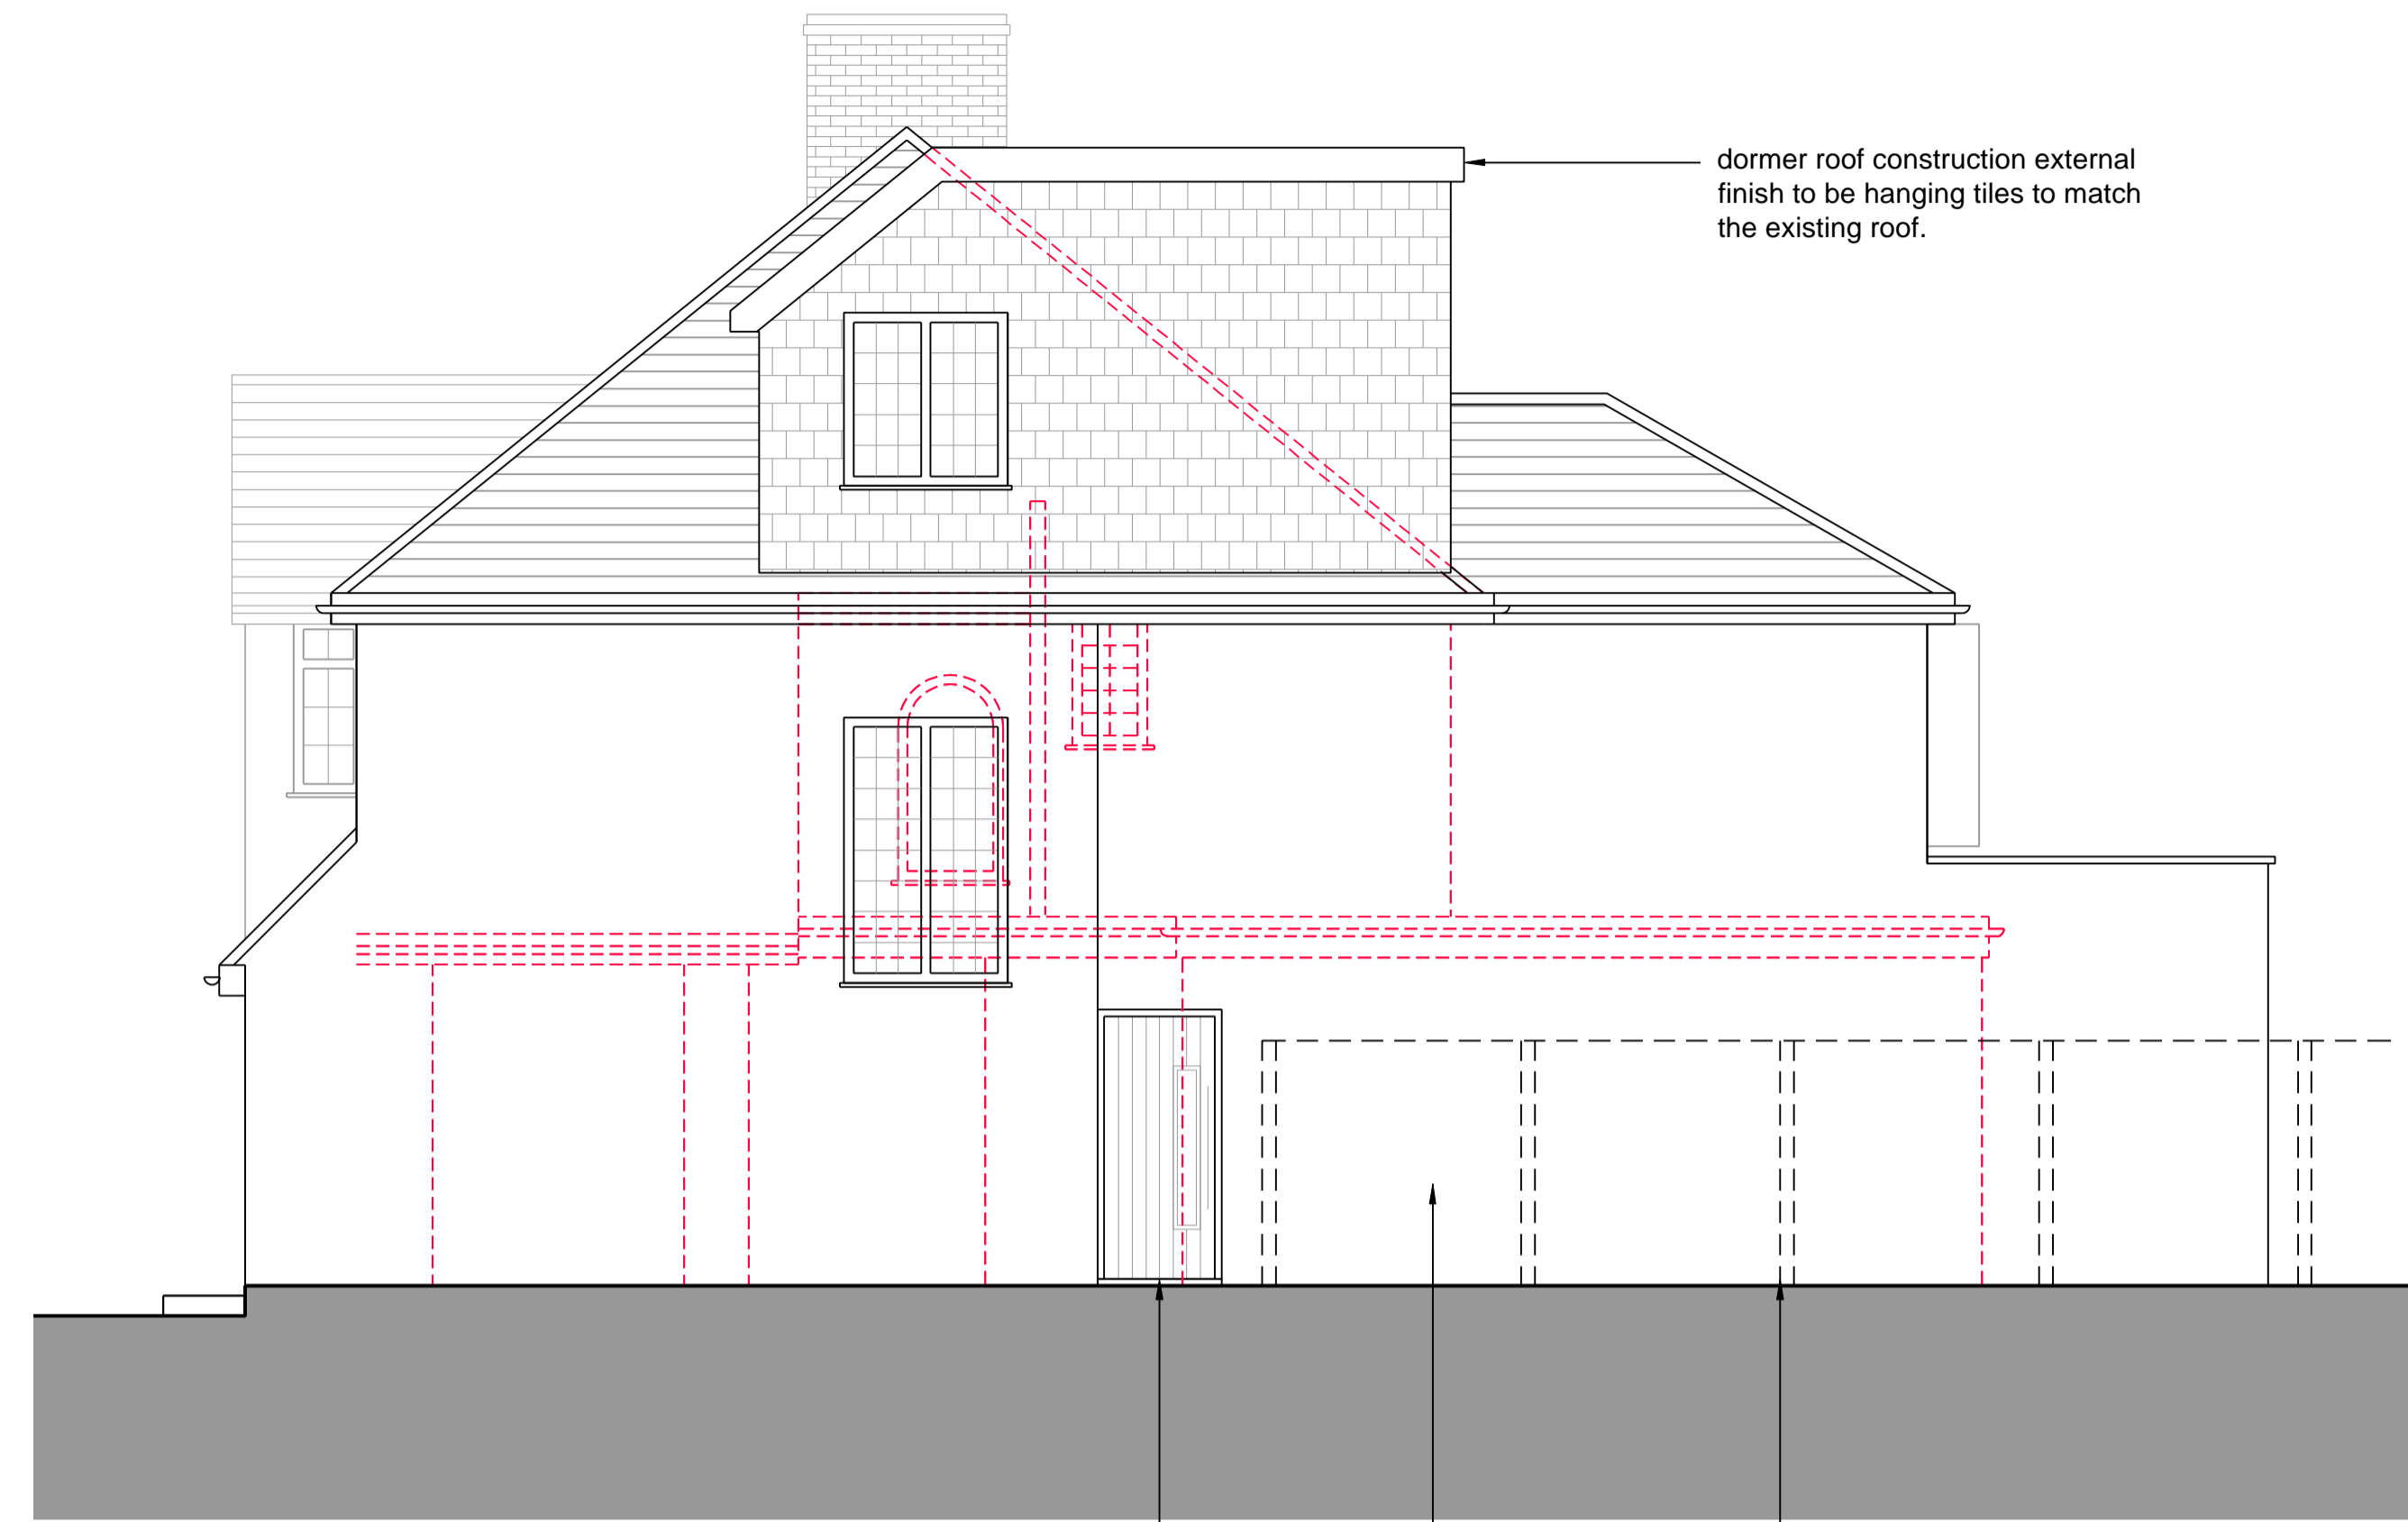 dormer roof construction external
finish to be hanging tiles to match
the existing roof.